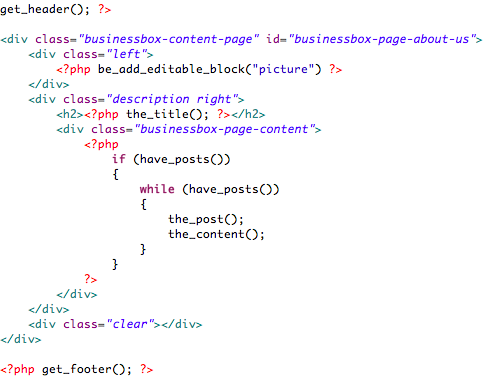 get_header(); ?>
<div class="businessbox-content-page" id="businessbox-page-about-us">
<div class="left">
<?php be_add_editable_block("picture") ?>
</div>
<div class="description right">
<h2><?php the_title(); ?></h2>
<div class="businessbox-page-content">
<?php
if (have_posts())
{
while (have_posts())
{
the_post();
the_content();
}
}
?>
</div>
</div>
<div class="clear"></div>
</div>
<?php get_footer(); ?>